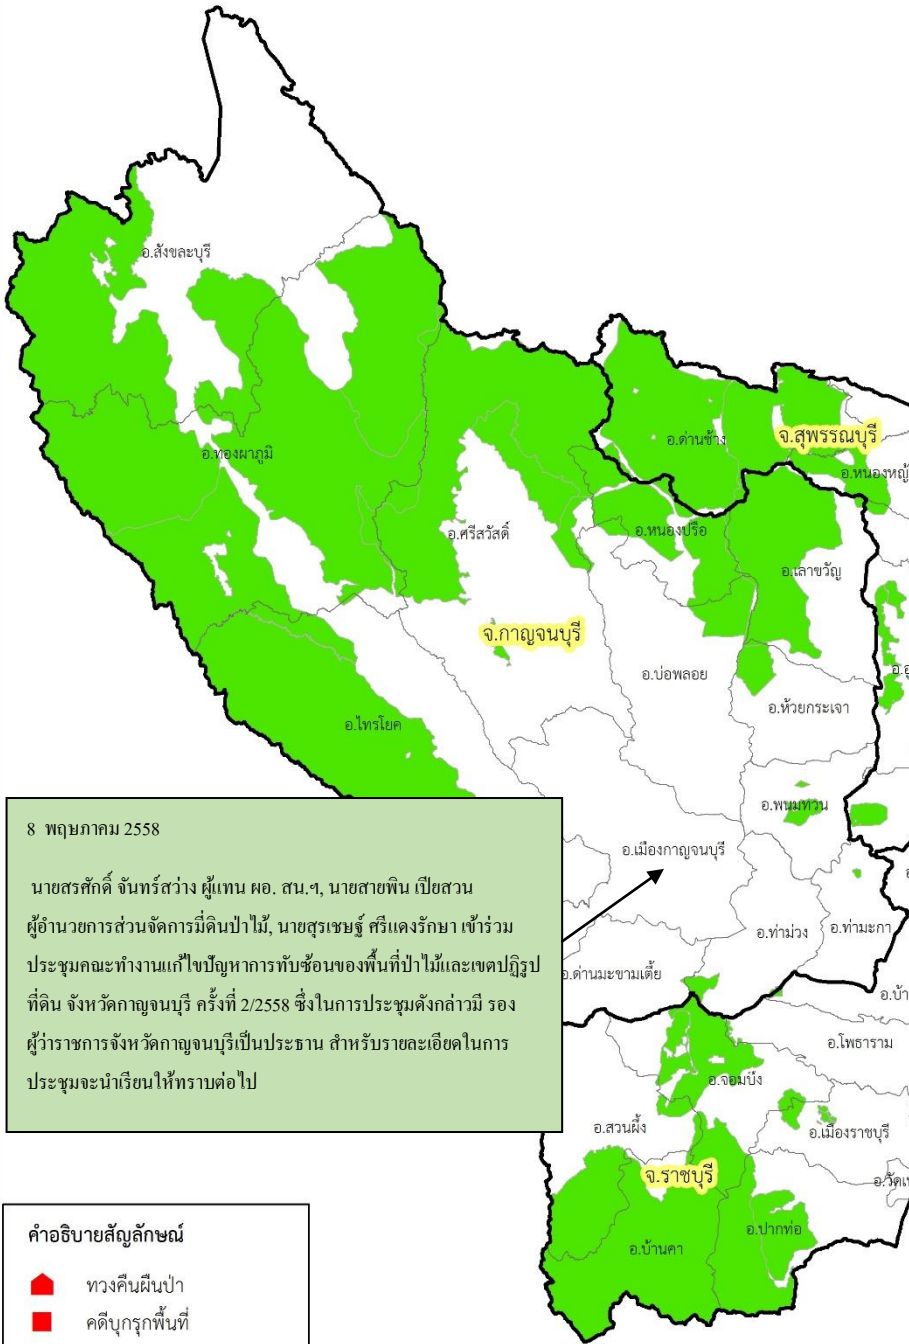 อ.สังขละบุรี
อ.ด่านช้าง
จ.สุพรรณบุรี
อ.ทองผาภูมิ
อ.หนองหญ้
อ.ศรีสวัสดิ์
อ.หนองปรือ
อ.เลาขวัญ
จ.กาญจนบุรี
อ.บ่อพลอย
อ.อู
อ.ห้วยกระเจา
อ.ไทรโยค
อ.พนมทวน
8 พฤษภาคม 2558
นายสรศักดิ์ จันทร์สว่าง ผู้แทน ผอ. สน.ฯ, นายสายพิน เปียสวน
ผู้อำนวยการส่วนจัดการมี่ดินป่าไม้, นายสุรเชษฐ์ ศรีแดงรักษา เข้าร่วม
ประชุมคณะทำงานแก้ไขปัญหาการทับซ้อนของพื้นที่ป่าไม้และเขตปฏิรูป
ที่ดิน จังหวัดกาญจนบุรี ครั้งที่ 2/2558 ซึ่งในการประชุมดังกล่าวมี รอง
ผู้ว่าราชการจังหวัดกาญจนบุรีเป็นประธาน สำหรับรายละเอียดในการ
ประชุมจะนำเรียนให้ทราบต่อไป
อ.เมืองกาญจนบุรี
อ.ท่าม่วง
อ.ท่ามะกา
อ.ด่านมะขามเตี้ย
อ.บ้า
อ.โพธาราม
อ.จอมบึง
อ.สวนผึ้ง
อ.เมืองราชบุรี
จ.ราชบุรี
อ.วัดเ
อ.ปากท่อ
อ.บ้านคา
คำอธิบายสัญลักษณ์
ทวงคืนผืนป่า
คดีบุกรุกพื้นที่